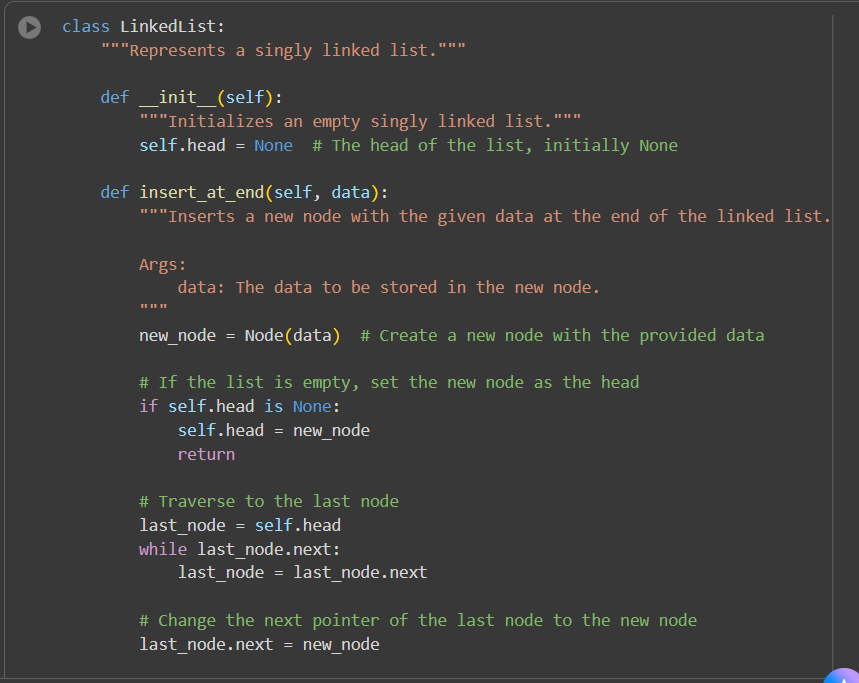 class LinkedList:
    """Represents a singly linked list."""

    def __init__(self):
        """Initializes an empty singly linked list."""
        self.head = None  # The head of the list, initially None

    def insert_at_end(self, data):
        """Inserts a new node with the given data at the end of the linked list.

        Args:
            data: The data to be stored in the new node.
        """
        new_node = Node(data)  # Create a new node with the provided data

        # If the list is empty, set the new node as the head
        if self.head is None:
            self.head = new_node
            return

        # Traverse to the last node
        last_node = self.head
        while last_node.next:
            last_node = last_node.next

        # Change the next pointer of the last node to the new node
        last_node.next = new_node